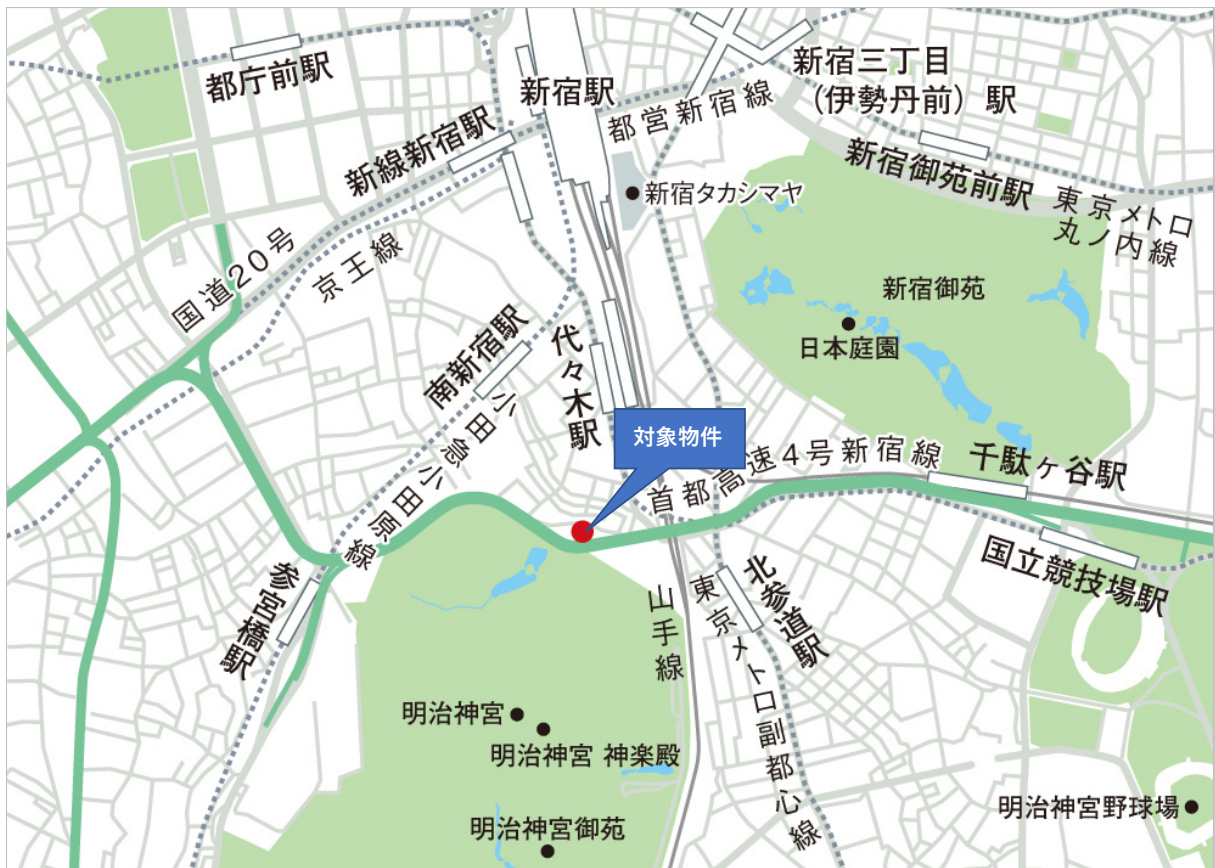 都庁前駅
新宿駅
新宿三丁目
（伊勢丹前）駅
都営新宿線
新線新宿駅
新宿御苑前駅
新宿タカシマヤ
東京メトロ
丸ノ内線
国道20号
京王線
新宿御苑
日本庭園
南新宿駅
代々木駅
小田急小田原線
対象物件
首都高速4号新宿線
千駄ヶ谷駅
国立競技場駅
参宮橋駅
山手線
東京メトロ副都心線
北参道駅
明治神宮
明治神宮 神楽殿
明治神宮御苑
明治神宮野球場